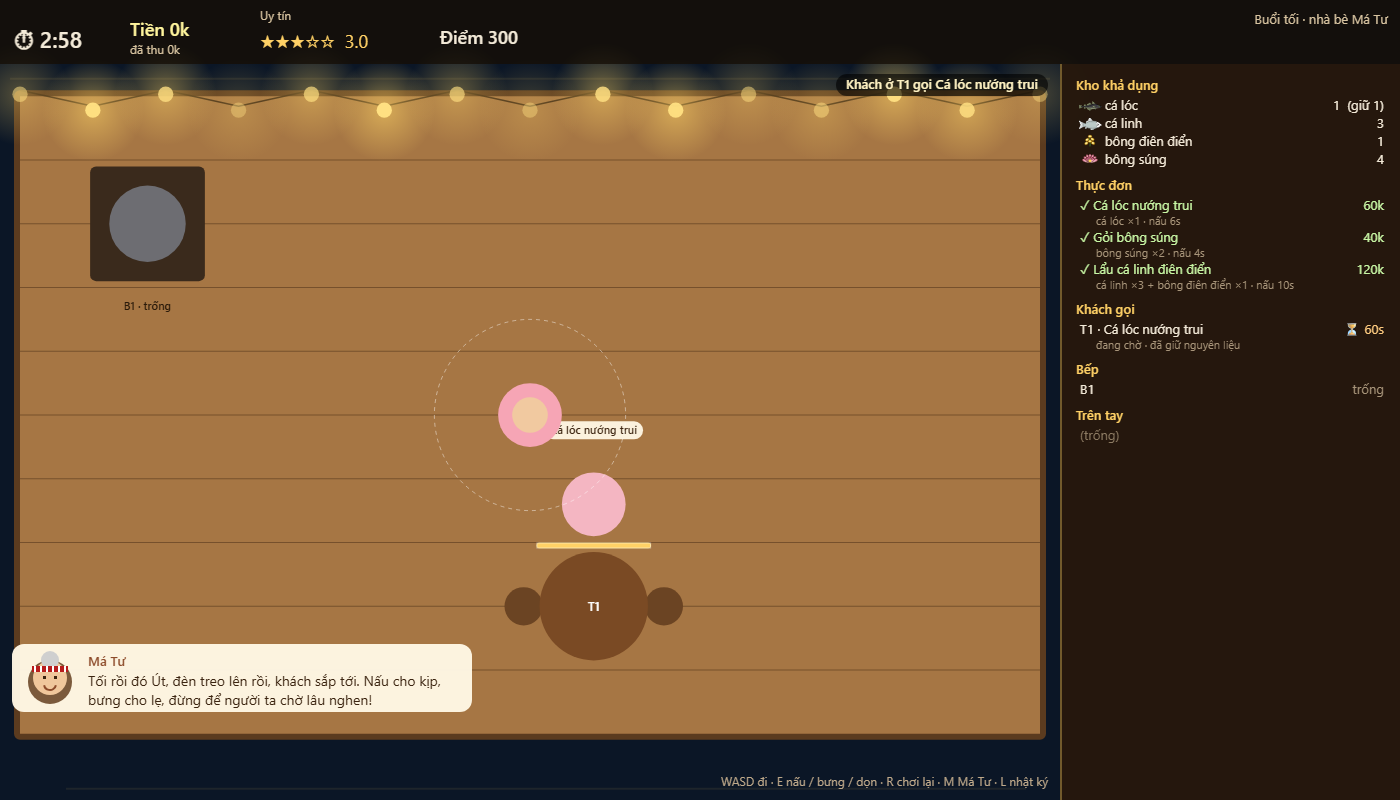 2:58
Tiền 0k
đã thu 0k
Uy tín
★★★☆☆ 3.0
Điểm 300
Buổi tối · nhà bè Má Tư
Khách ở T1 gọi Cá lóc nướng trui
B1 · trống
á lóc nướng trui
T1
Má Tư
Tối rồi đó Út, đèn treo lên rồi, khách sắp tới. Nấu cho kịp,
bưng cho lẹ, đừng để người ta chờ lâu nghen!
WASD đi · E nấu / bưng / dọn · R chơi lại · M Má Tư · L nhật ký
Kho khả dụng
cá lóc 1 (giữ 1)
cá linh 3
bông điên điển 1
bông súng 4
Thực đơn
✓ Cá lóc nướng trui 60k
cá lóc ×1 · nấu 6s
✓ Gỏi bông súng 40k
bông súng ×2 · nấu 4s
✓ Lẩu cá linh điên điển 120k
cá linh ×3 + bông điên điển ×1 · nấu 10s
Khách gọi
T1 · Cá lóc nướng trui ⏳ 60s
đang chờ · đã giữ nguyên liệu
Bếp
B1 trống
Trên tay
(trống)